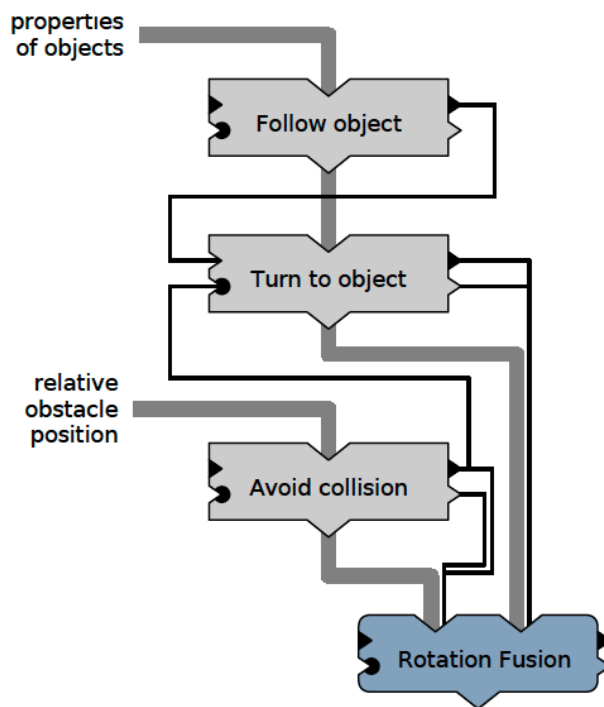 properties
of objects
Follow object
Turn to object
relative
obstacle
position
Avoid collision
Rotation Fusion